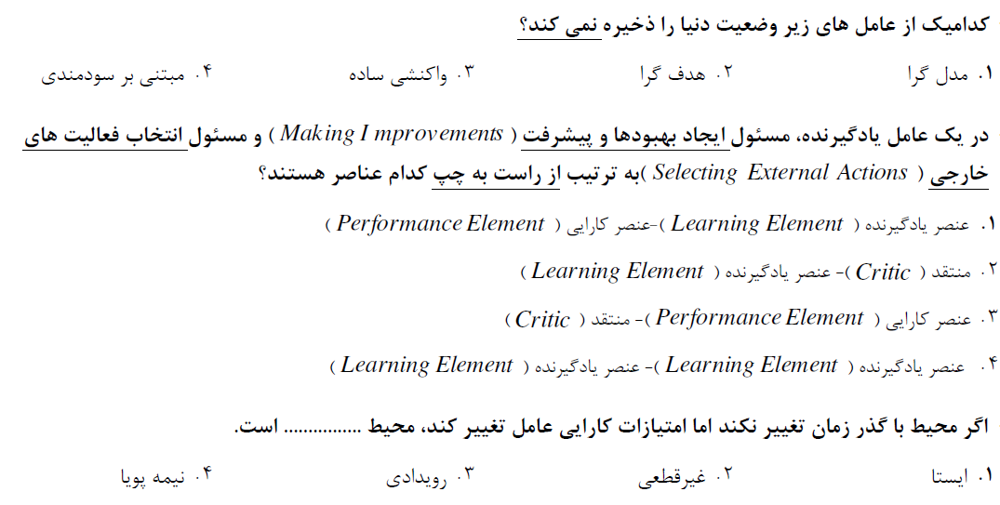 کدامیک از عامل های زیر وضعیت دنیا را ذخیره نمی کند؟
۱. مدل گرا ۲. هدف گرا ۳. واکنشی ساده ۴. مبتنی بر سودمندی
در یک عامل یادگیرنده، مسئول ایجاد بهبودها و پیشرفت ( Making I mprovements ) و مسئول انتخاب فعالیت های
خارجی ( Selecting External Actions )به ترتیب از راست به چپ کدام عناصر هستند؟
۱. عنصر یادگیرنده ( Learning Element )-عنصر کارایی ( Performance Element )
۲. منتقد ( Critic )- عنصر یادگیرنده ( Learning Element )
۳. عنصر کارایی ( Performance Element )- منتقد ( Critic )
۴. عنصر یادگیرنده ( Learning Element )- عنصر یادگیرنده ( Learning Element )
اگر محیط با گذر زمان تغییر نکند اما امتیازات کارایی عامل تغییر کند، محیط ................ است.
۱. ایستا ۲. غیرقطعی ۳. رویدادی ۴. نیمه پویا